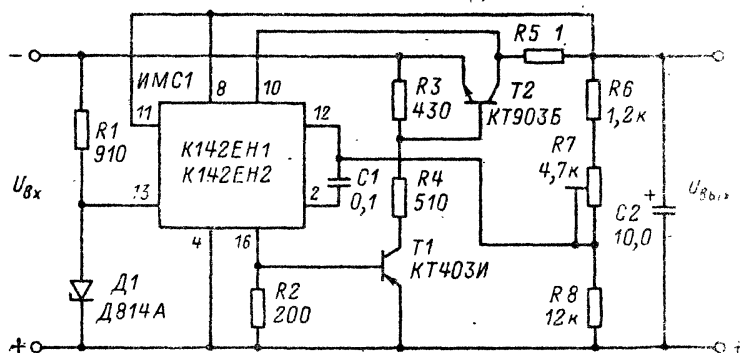 R5 1
ИМС1
8
10
11
12
R3
430
T2
КТ903Б
R6
1,2к
R1
910
К142ЕН1
К142ЕН2
R7
4,7к
Uвх
13
2
C1
0,1
R4
510
Uвых
4
16
C2
10,0
+
Д1
Д814А
R2
200
T1
КТ403И
R8
12к
+
+